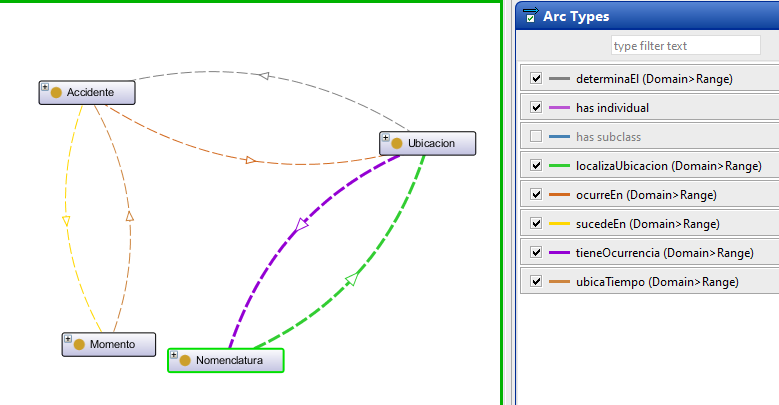 Arc Types
type filter text
determinaEl (Domain>Range)
has individual
has subclass
localizaUbicacion (Domain>Range)
ocurreEn (Domain>Range)
sucedeEn (Domain>Range)
tieneOcurrencia (Domain>Range)
ubicaTiempo (Domain>Range)
Accidente
Ubicacion
Momento
Nomenclatura